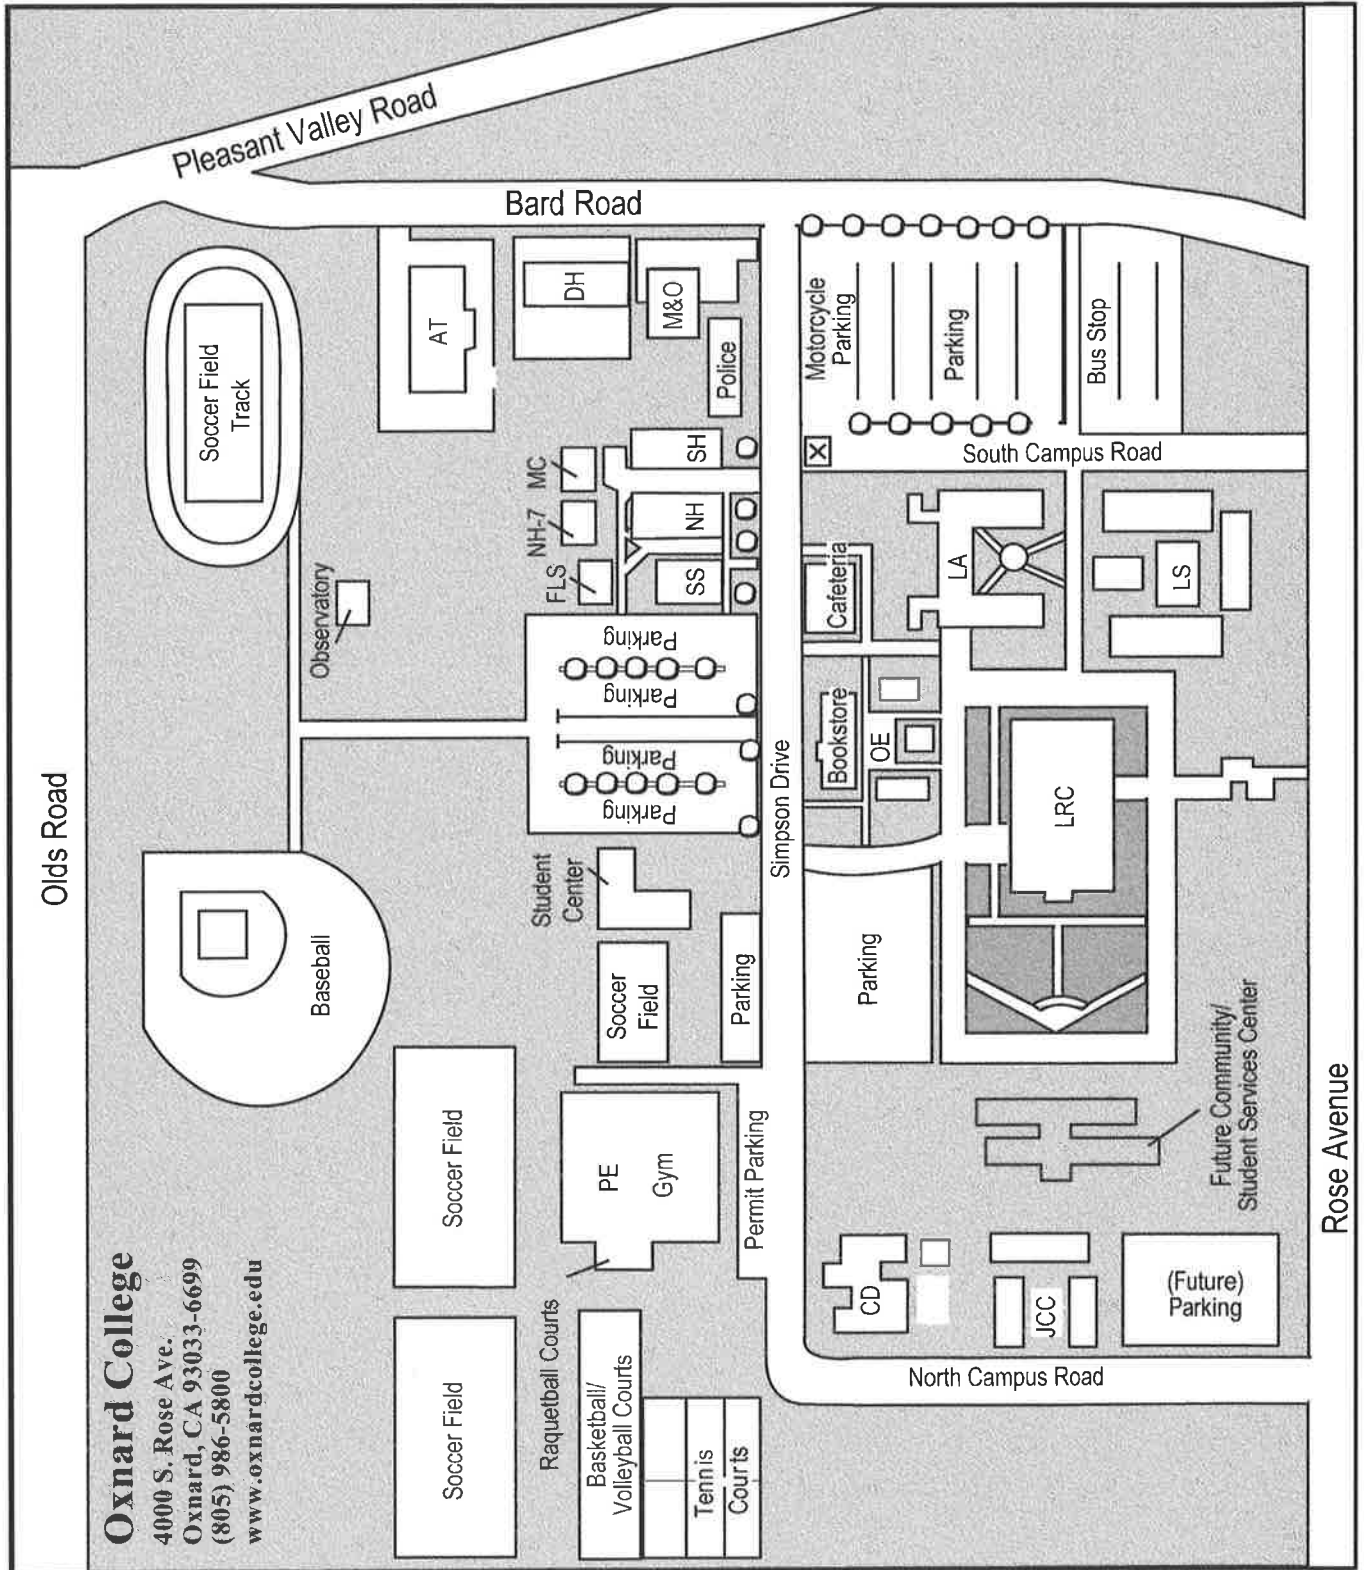 Pleasant Valley Road
Bard Road
Olds Road
Soccer Field
Track
AT
DH
M&O
Police
Motorcycle
Parking
Parking
Bus Stop
South Campus Road
MC
NH-7
FLS
SH
NH
SS
Observatory
Parking
Parking
Parking
Parking
Cafeteria
LA
LS
Bookstore
OE
LRC
Simpson Drive
Baseball
Student
Center
Soccer
Field
Parking
Parking
Soccer Field
PE
Gym
Permit Parking
Future Community/
Student Services Center
Rose Avenue
Oxnard College
4000 S. Rose Ave.
Oxnard, CA 93033-6699
(805) 986-5800
www.oxnardcollege.edu
Soccer Field
Raquetball Courts
Basketball/
Volleyball Courts
Tennis
Courts
CD
JCC
(Future)
Parking
North Campus Road